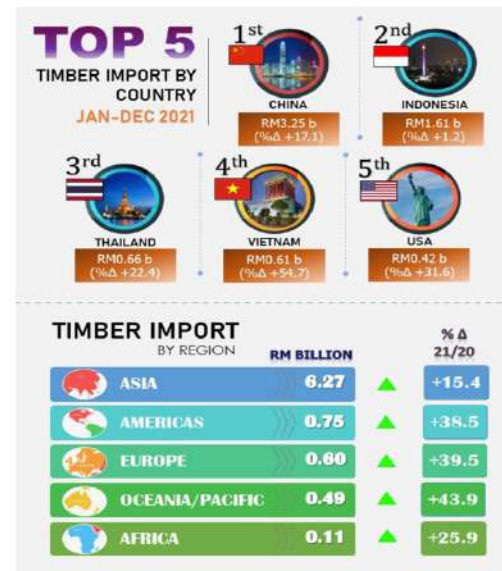 TOP 5
TIMBER IMPORT BY
COUNTRY
JAN-DEC 2021
1st
CHINA
RM3.25 b
(%Δ +17.1)
2nd
INDONESIA
RM1.61 b
(%Δ +1.2)
3rd
THAILAND
RM0.66 b
(%Δ +22.4)
4th
VIETNAM
RM0.61 b
(%Δ +54.7)
5th
USA
RM0.42 b
(%Δ +31.6)
TIMBER IMPORT
BY REGION
RM BILLION
% Δ
21/20
ASIA 6.27 +15.4
AMERICAS 0.75 +38.5
EUROPE 0.60 +39.5
OCEANIA/PACIFIC 0.49 +43.9
AFRICA 0.11 +25.9